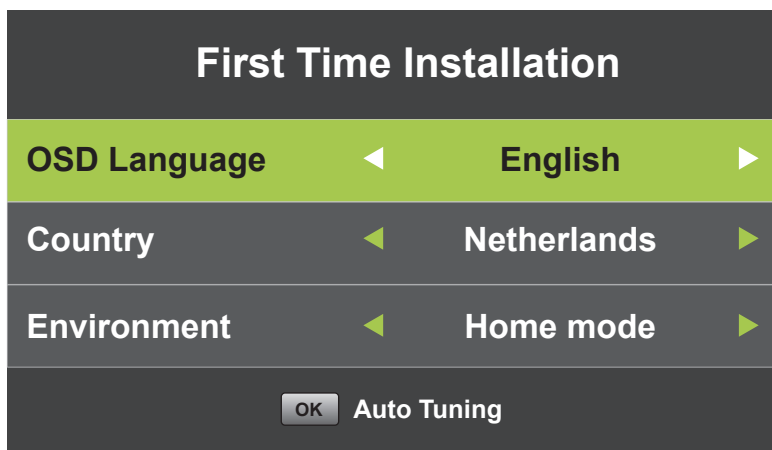 First Time Installation
OSD Language English
Country Netherlands
Environment Home mode
OK Auto Tuning